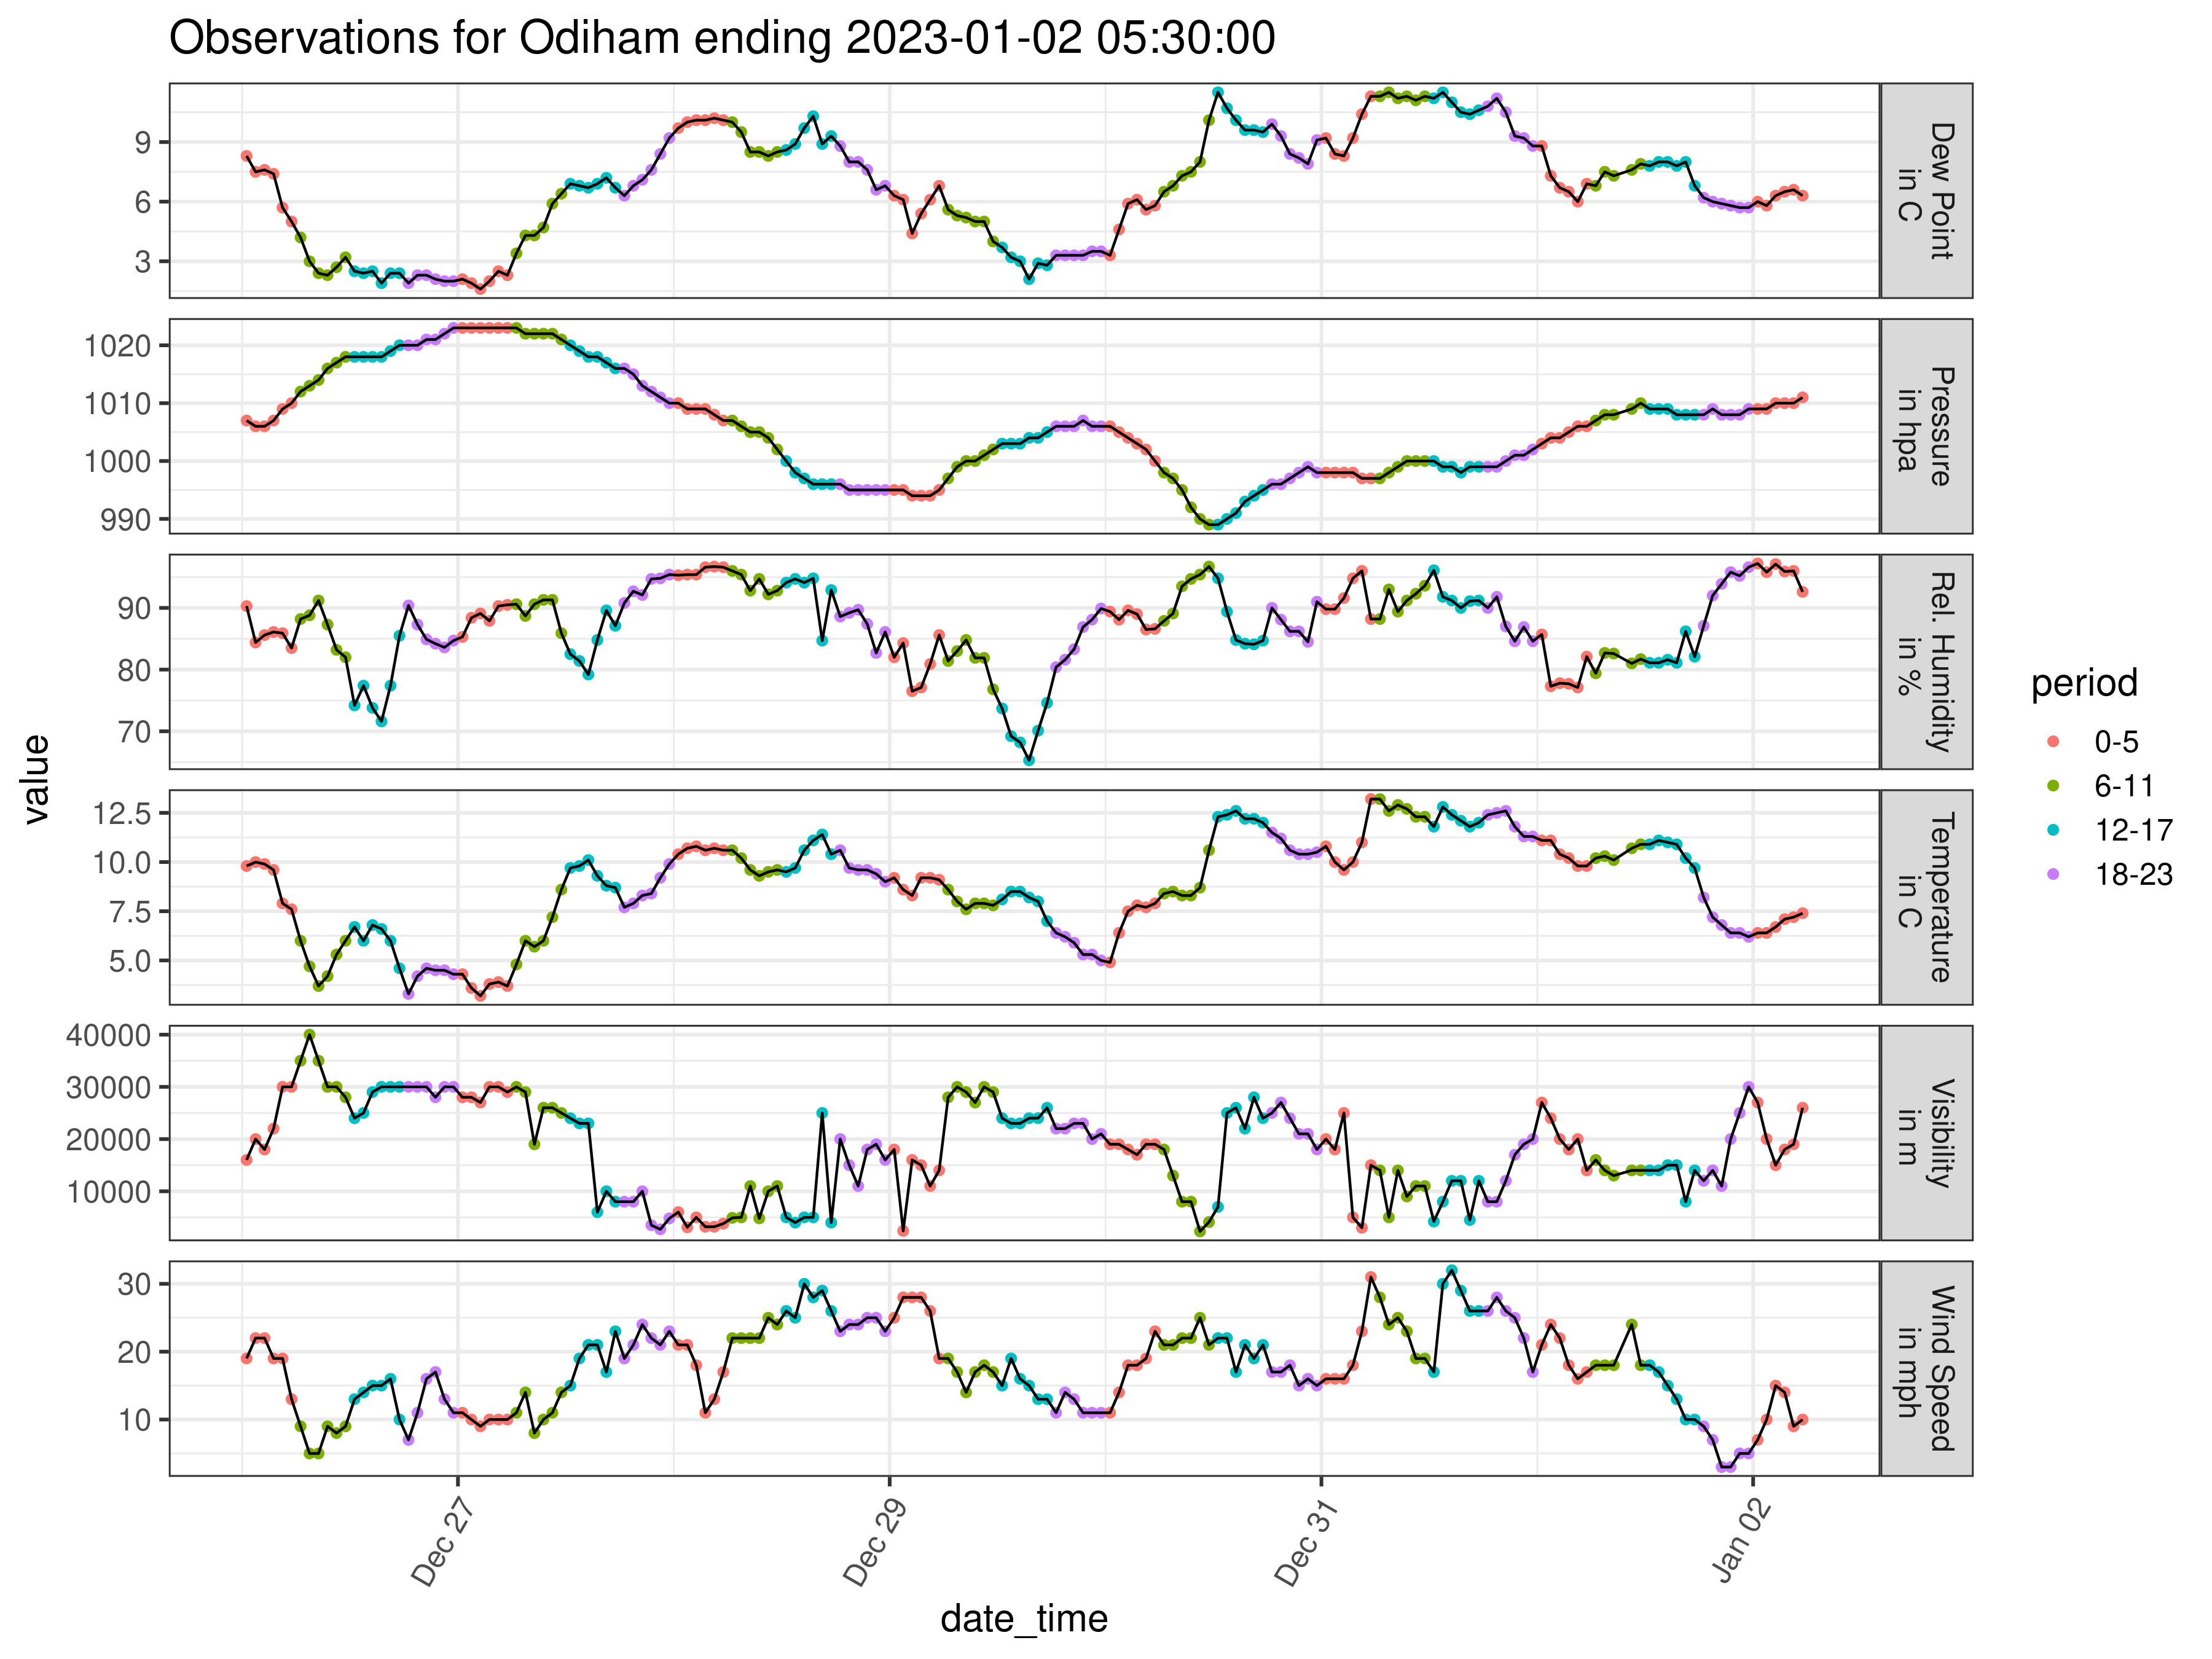 Observations for Odiham ending 2023-01-02 05:30:00
9
6
3
Dew Point
in C
1020
1010
1000
990
Pressure
in hpa
90
80
70
Rel. Humidity
in %
12.5
10.0
7.5
5.0
Temperature
in C
40000
30000
20000
10000
Visibility
in m
30
20
10
Wind Speed
in mph
value
Dec 27
Dec 29
Dec 31
Jan 02
date_time
period
0-5
6-11
12-17
18-23